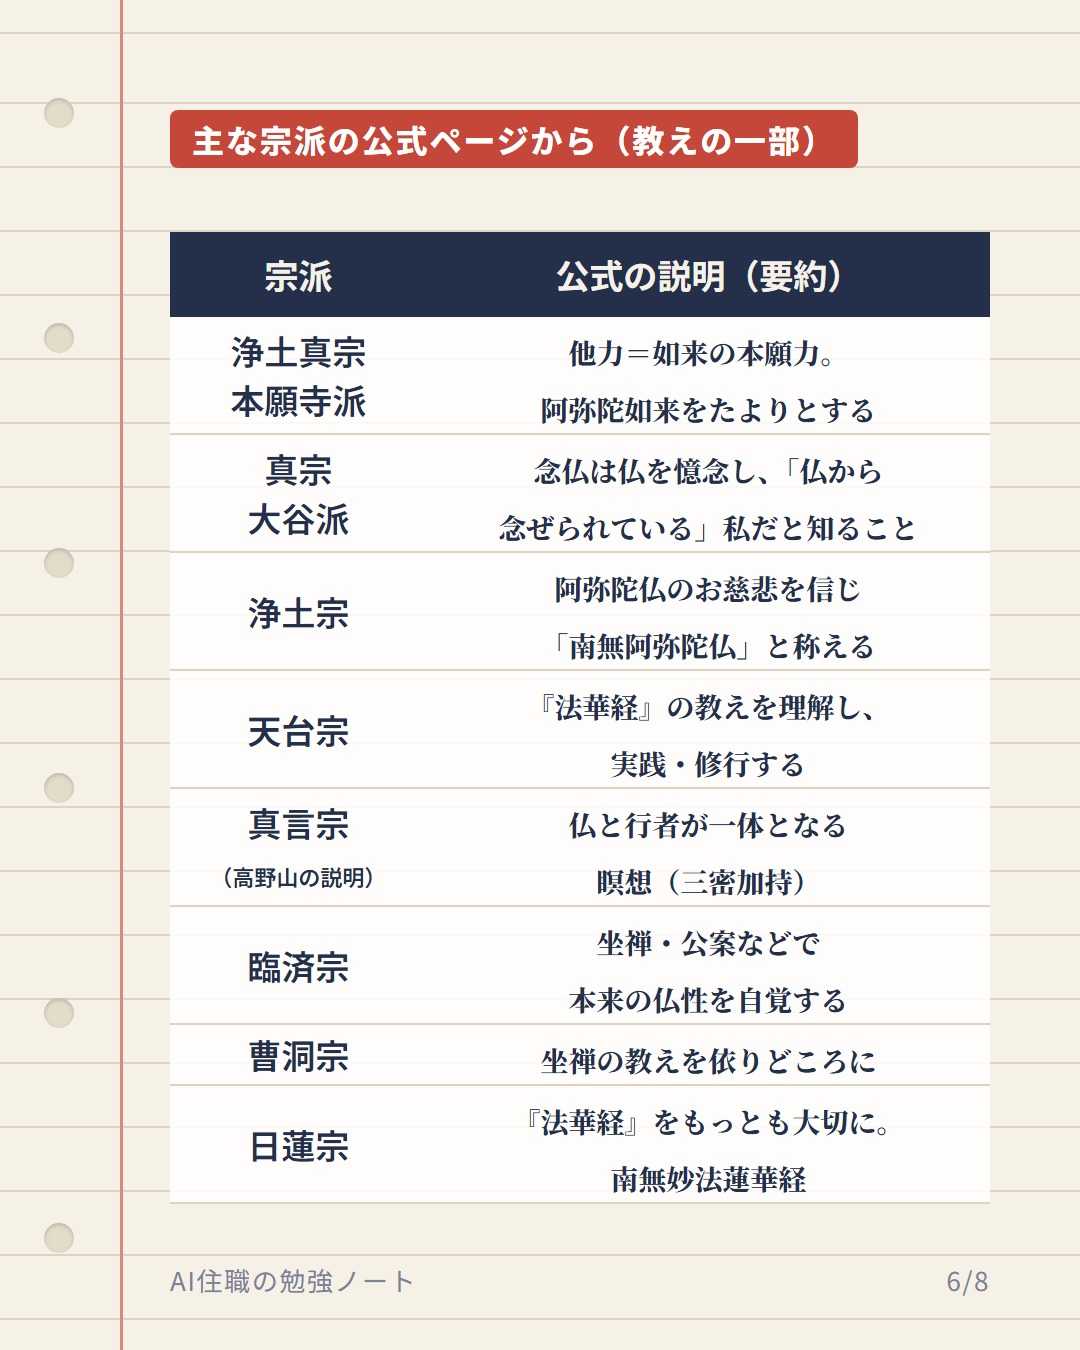 主な宗派の公式ページから（教えの一部）
宗派 公式の説明（要約）
浄土真宗
本願寺派
他力＝如来の本願力。
阿弥陀如来をたよりとする
真宗
大谷派
念仏は仏を憶念し、「仏から
念ぜられている」私だと知ること
浄土宗
阿弥陀仏のお慈悲を信じ
「南無阿弥陀仏」と称える
天台宗
『法華経』の教えを理解し、
実践・修行する
真言宗
（高野山の説明）
仏と行者が一体となる
瞑想（三密加持）
臨済宗
坐禅・公案などで
本来の仏性を自覚する
曹洞宗
坐禅の教えを依りどころに
日蓮宗
『法華経』をもっとも大切に。
南無妙法蓮華経
AI住職の勉強ノート
6/8